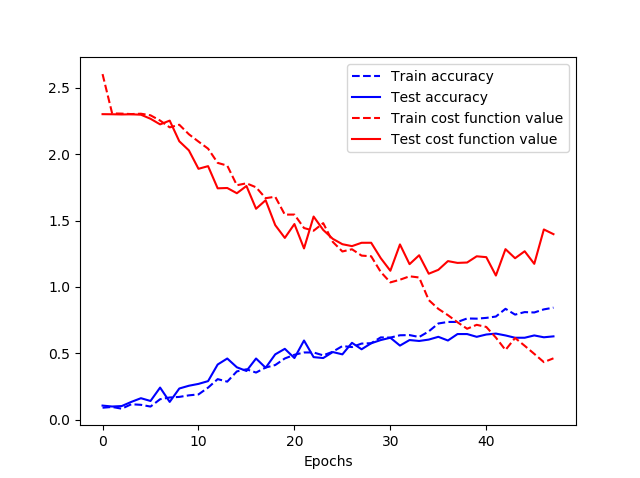 2.5
2.0
1.5
1.0
0.5
0.0
Train accuracy
Test accuracy
Train cost function value
Test cost function value
0 10 20 30 40
Epochs